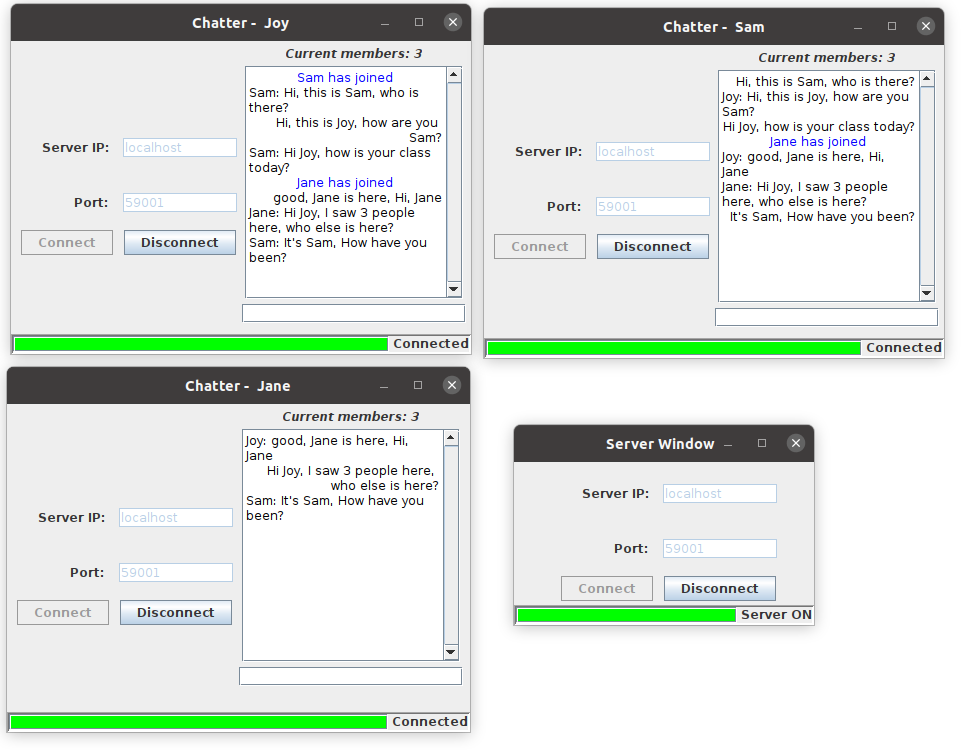 Chatter - Joy
Current members: 3
Sam has joined
Sam: Hi, this is Sam, who is
there?
Hi, this is Joy, how are you
Sam?
Sam: Hi Joy, how is your class
today?
Jane has joined
good, Jane is here, Hi, Jane
Jane: Hi Joy, I saw 3 people
here, who else is here?
Sam: It's Sam, How have you
been?
Server IP: localhost
Port: 59001
Connect Disconnect
Connected
Chatter - Sam
Current members: 3
Hi, this is Sam, who is there?
Joy: Hi, this is Joy, how are you
Sam?
Hi Joy, how is your class today?
Jane has joined
Joy: good, Jane is here, Hi,
Jane
Jane: Hi Joy, I saw 3 people
here, who else is here?
It's Sam, How have you been?
Server IP: localhost
Port: 59001
Connect Disconnect
Connected
Chatter - Jane
Current members: 3
Joy: good, Jane is here, Hi,
Jane
Hi Joy, I saw 3 people here,
who else is here?
Sam: It's Sam, How have you
been?
Server IP: localhost
Port: 59001
Connect Disconnect
Connected
Server Window
Server IP: localhost
Port: 59001
Connect Disconnect
Server ON